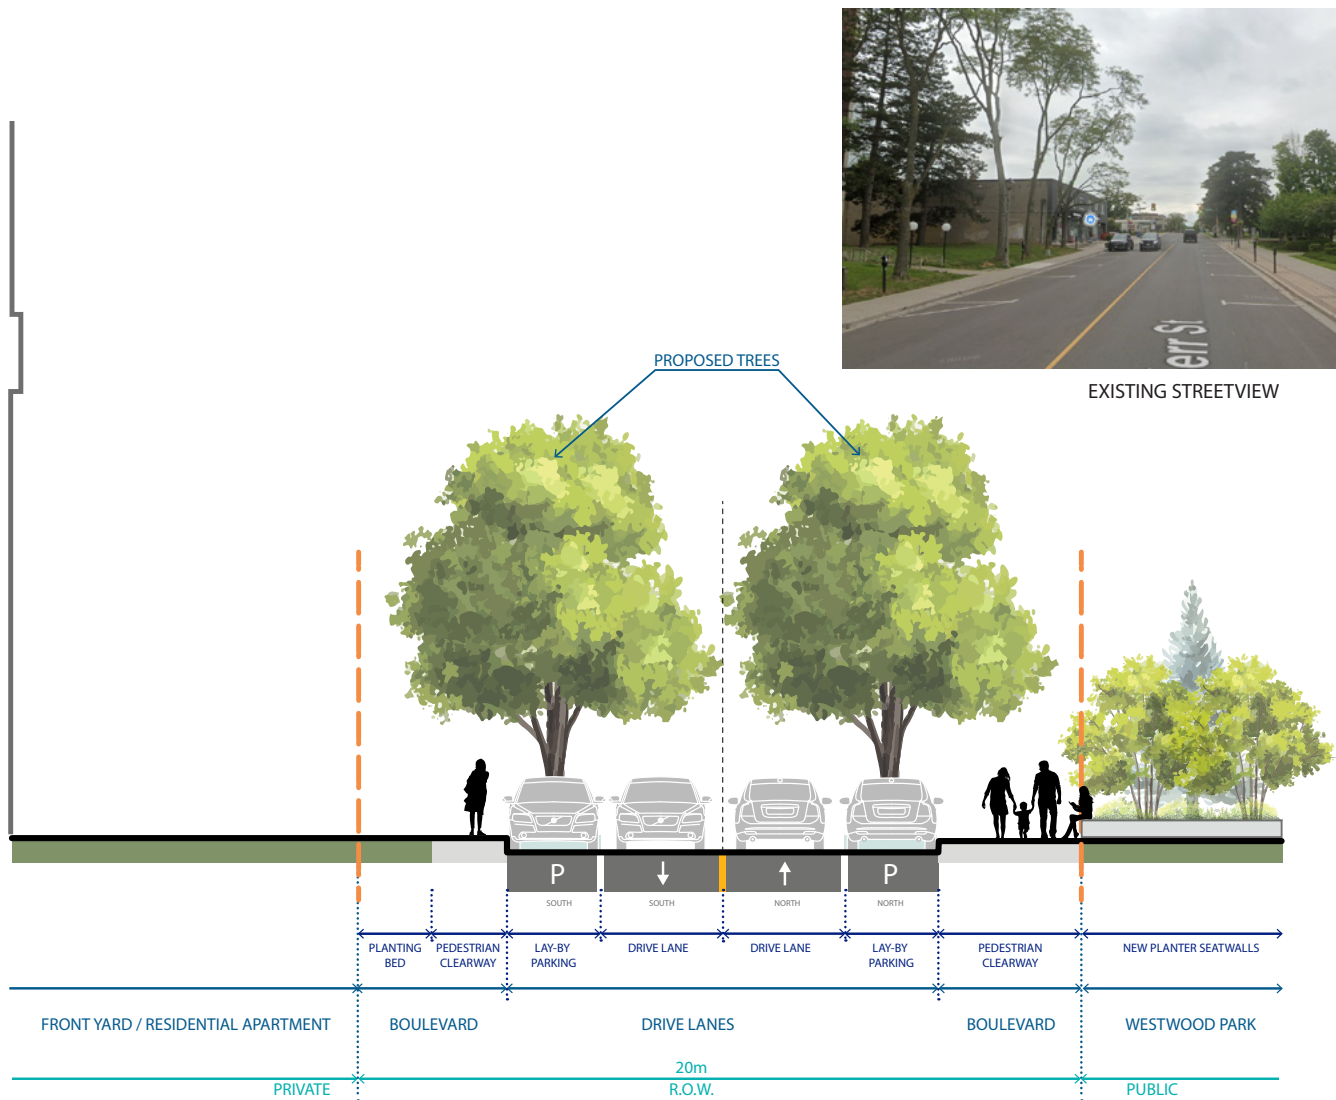 err St
EXISTING STREETVIEW
PROPOSED TREES
P
P
SOUTH
SOUTH
NORTH
NORTH
PLANTING
BED
PEDESTRIAN
CLEARWAY
LAY-BY
PARKING
DRIVE LANE
DRIVE LANE
LAY-BY
PARKING
PEDESTRIAN
CLEARWAY
NEW PLANTER SEATWALLS
FRONT YARD / RESIDENTIAL APARTMENT
BOULEVARD
DRIVE LANES
BOULEVARD
WESTWOOD PARK
20m
PRIVATE
R.O.W.
PUBLIC